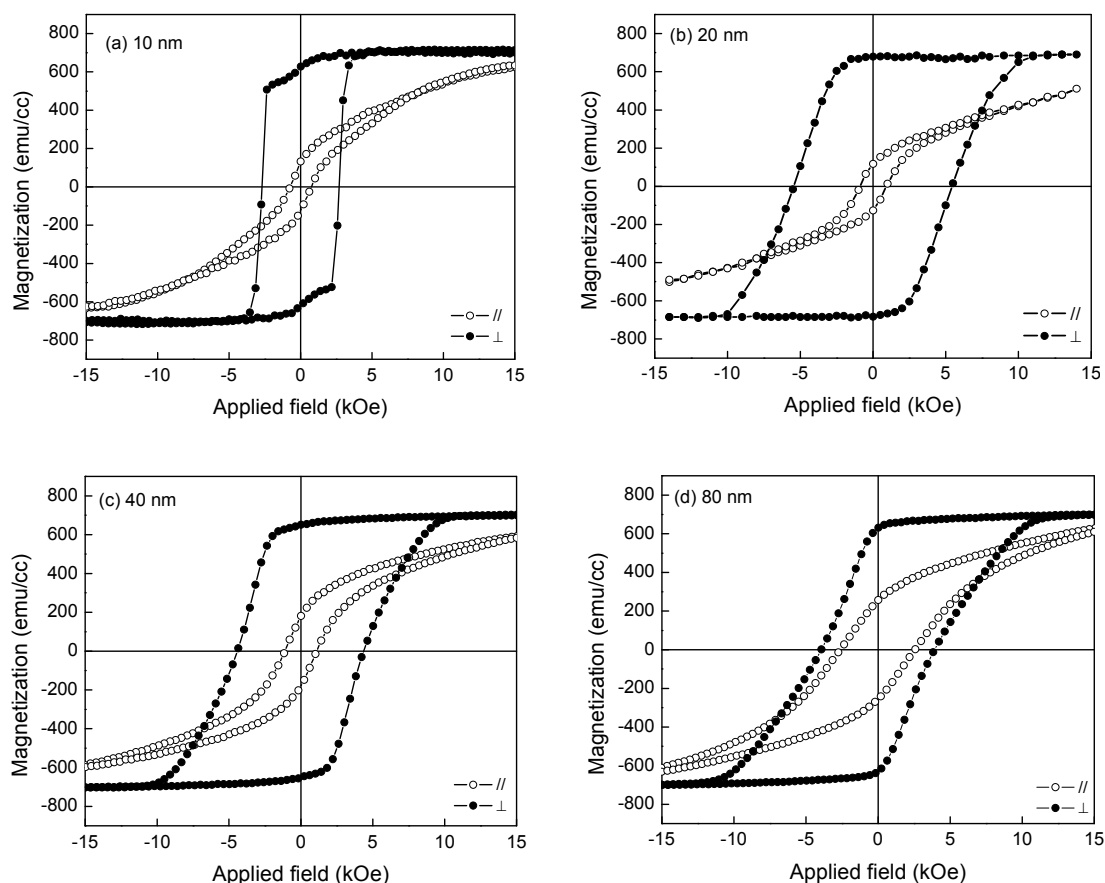 (a) 10 nm
800
600
400
200
0
-200
-400
-600
-800
Magnetization (emu/cc)
-15 -10 -5 0 5 10 15
Applied field (kOe)
//
⊥
(b) 20 nm
800
600
400
200
0
-200
-400
-600
-800
Magnetization (emu/cc)
-15 -10 -5 0 5 10 15
Applied field (kOe)
//
⊥
(c) 40 nm
800
600
400
200
0
-200
-400
-600
-800
Magnetization (emu/cc)
-15 -10 -5 0 5 10 15
Applied field (kOe)
//
⊥
(d) 80 nm
800
600
400
200
0
-200
-400
-600
-800
Magnetization (emu/cc)
-15 -10 -5 0 5 10 15
Applied field (kOe)
//
⊥